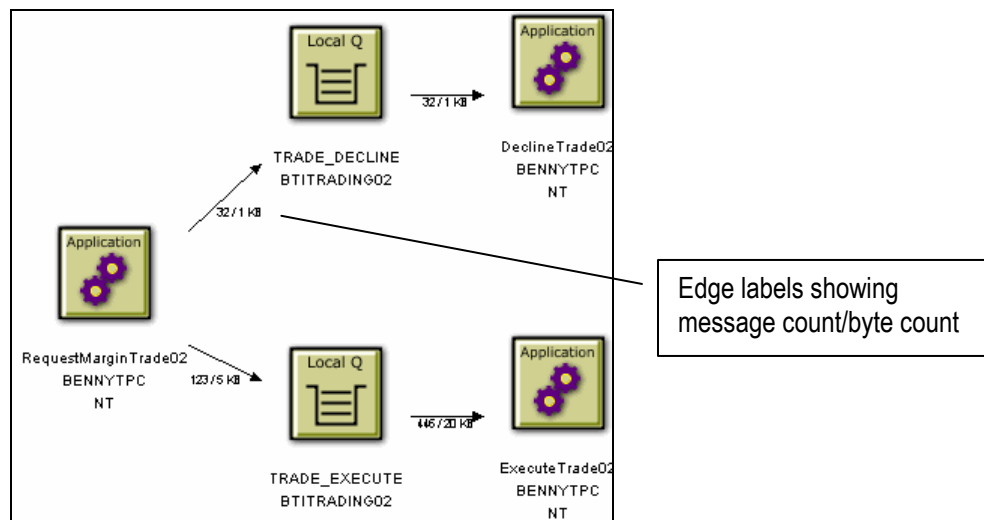 Local Q
Application
32/1 KB
TRADE_DECLINE
BTITRADING02
DeclineTrade02
BENNYTPC
NT
32/1 KB
Application
Edge labels showing
message count/byte count
RequestMarginTrade02
BENNYTPC
NT
123/5 KB
Local Q
Application
446/20 KB
TRADE_EXECUTE
BTITRADING02
ExecuteTrade02
BENNYTPC
NT